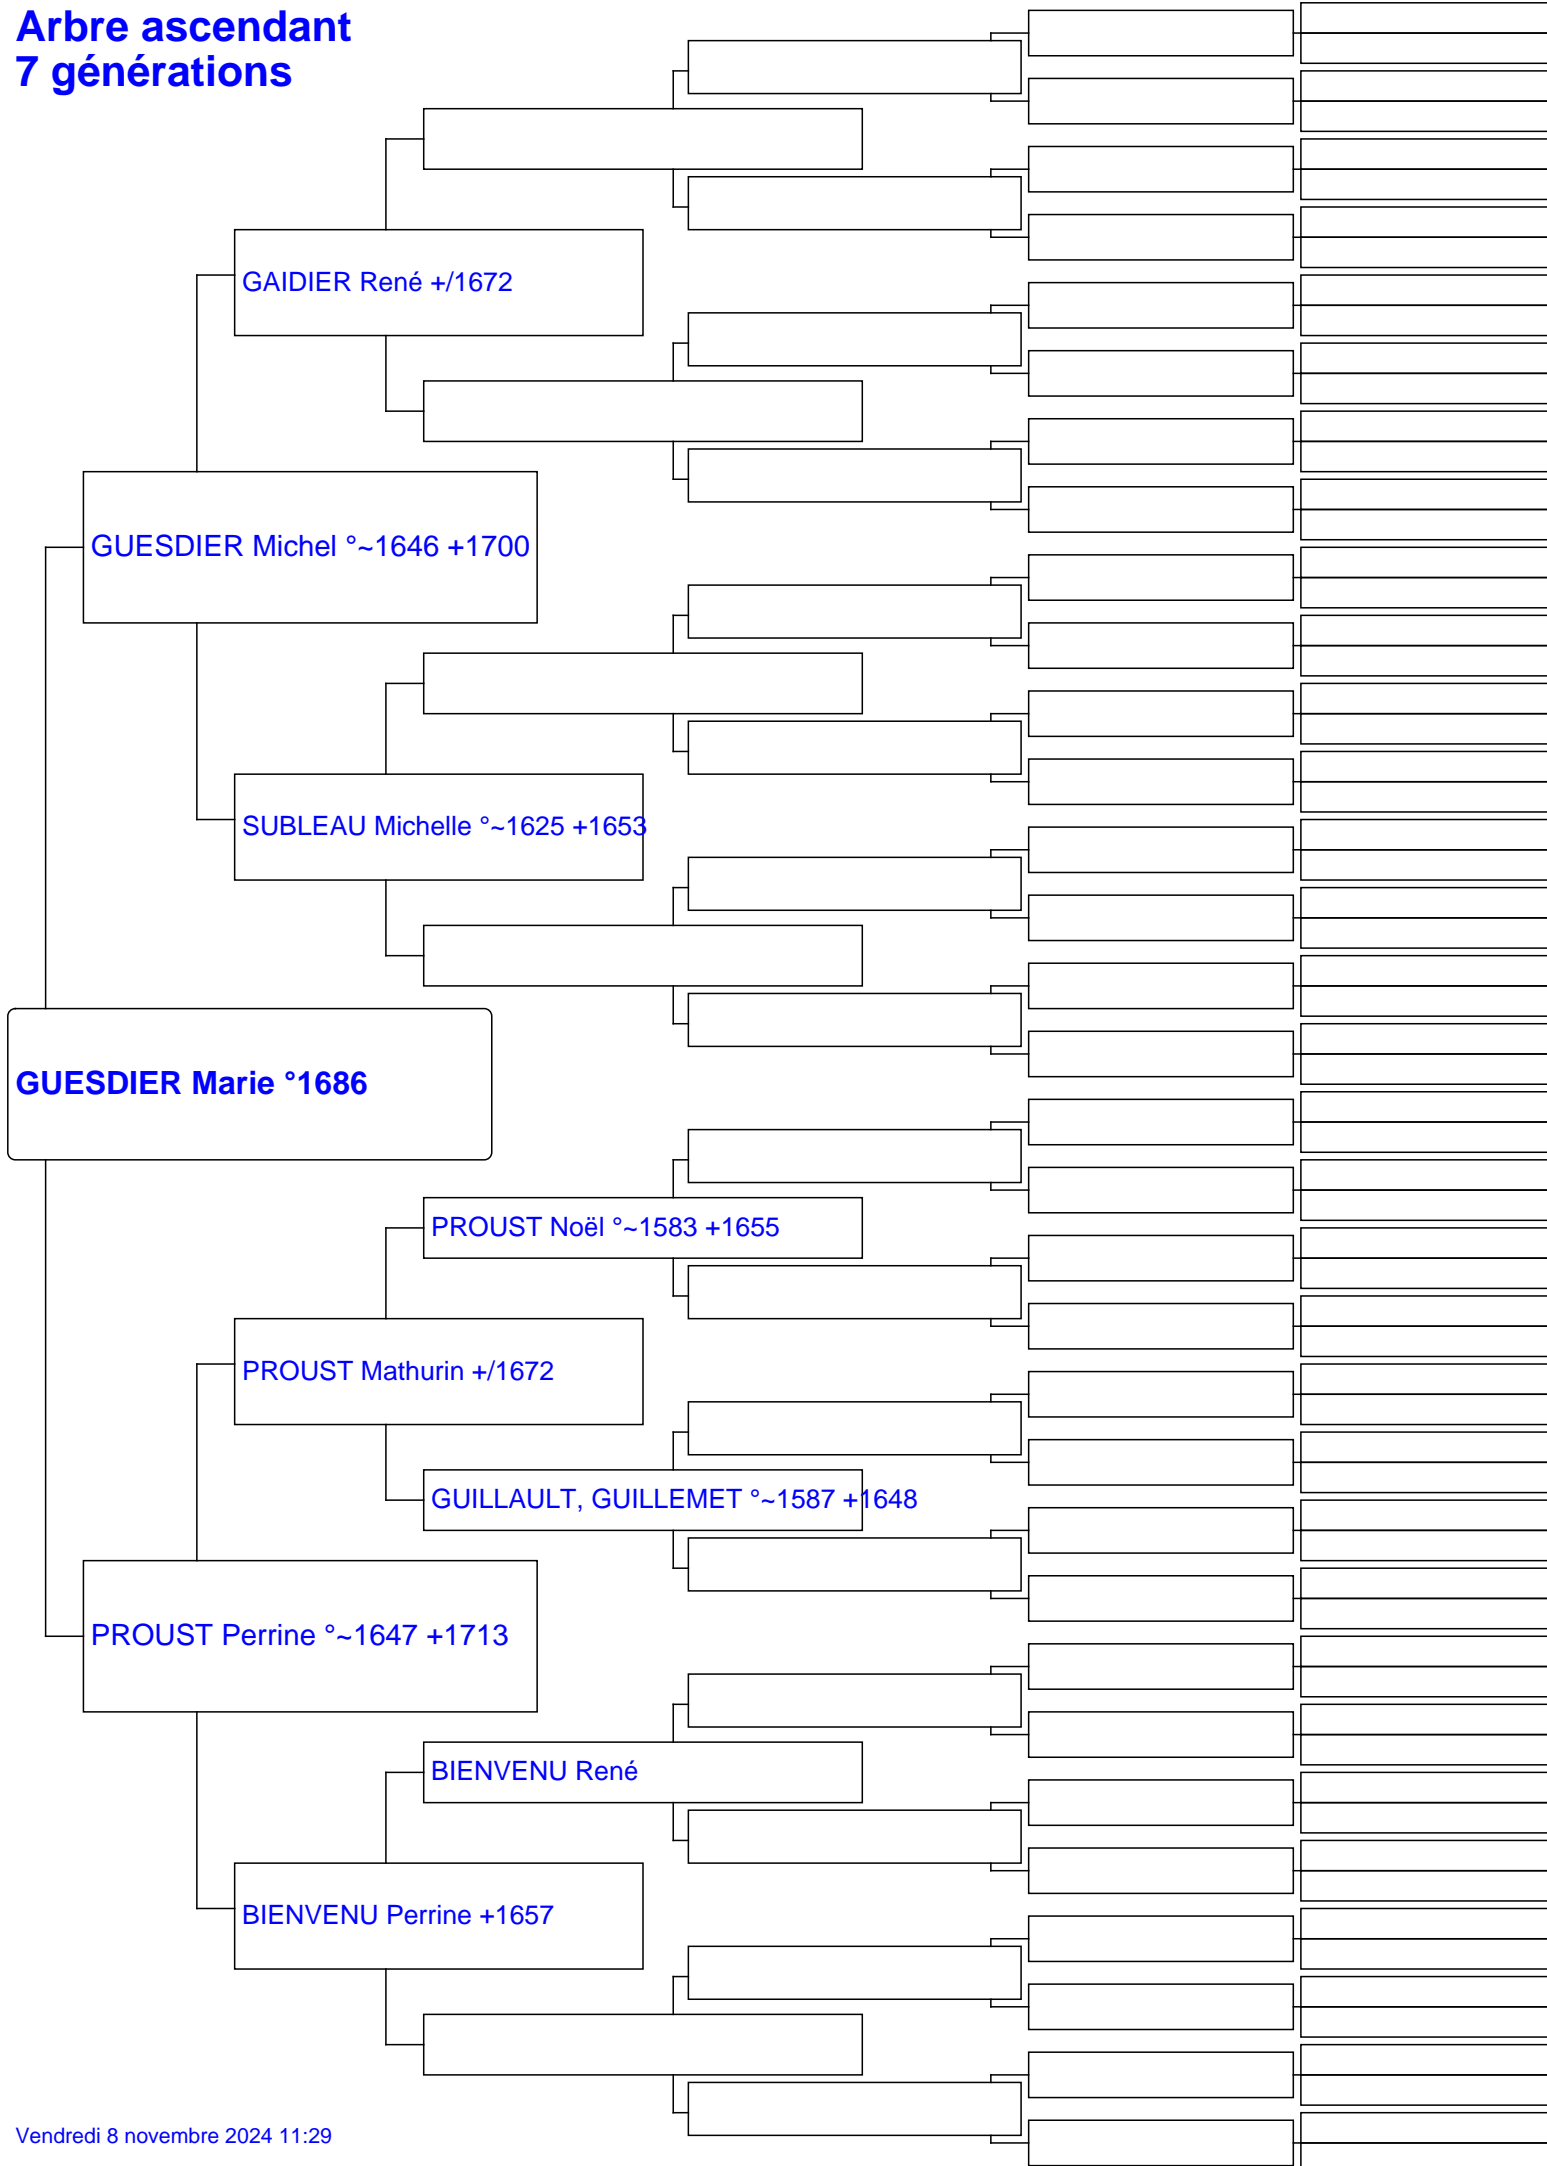 Arbre ascendant
7 générations
GAIDIER René +/1672
GUESDIER Michel °~1646 +1700
SUBLEAU Michelle °~1625 +1653
GUESDIER Marie °1686
PROUST Noël °~1583 +1655
PROUST Mathurin +/1672
GUILLAULT, GUILLEMET °~1587 +1648
PROUST Perrine °~1647 +1713
BIENVENU René
BIENVENU Perrine +1657
Vendredi 8 novembre 2024 11:29